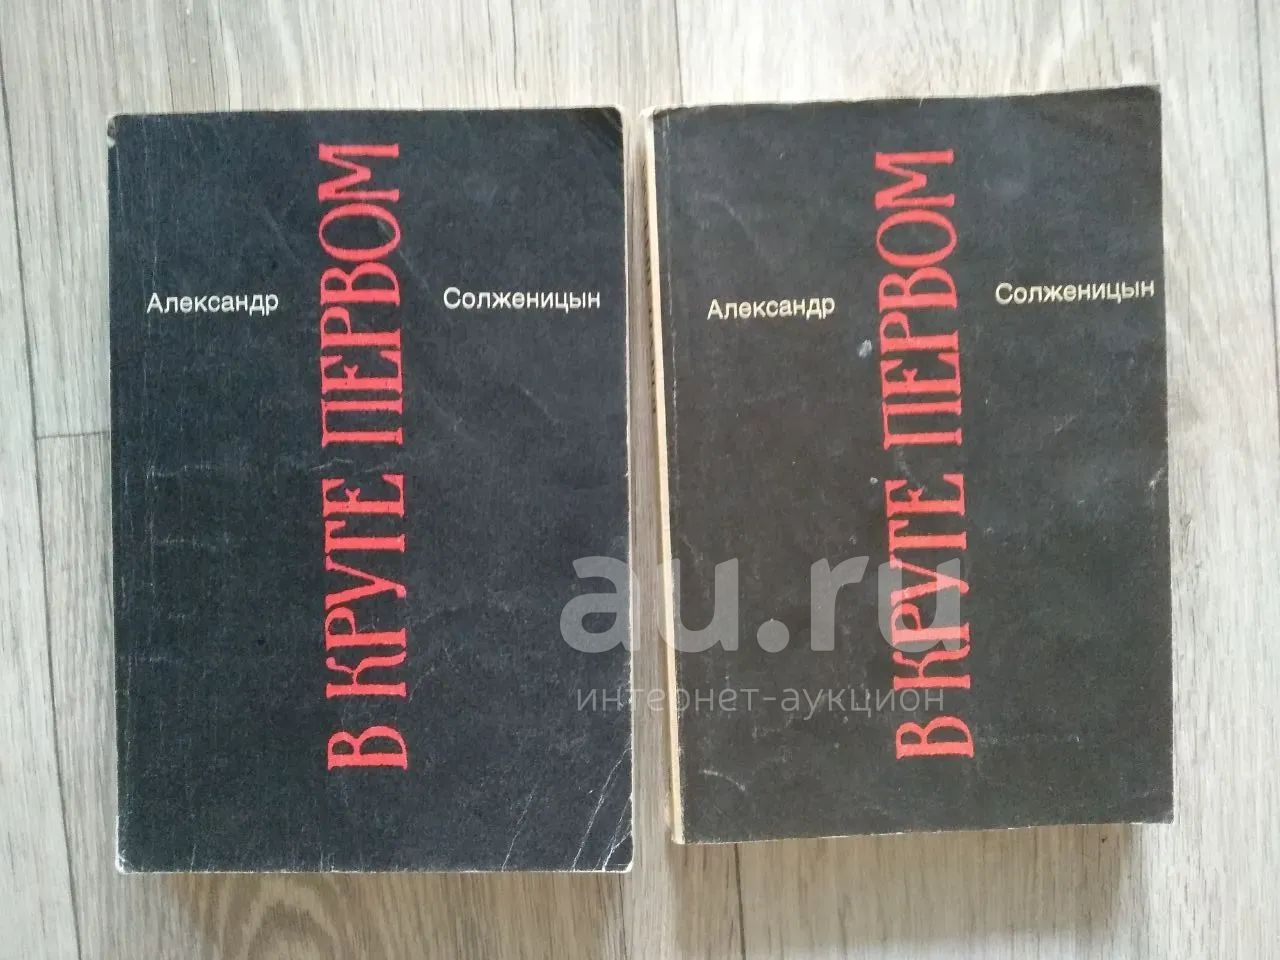 Александр
В КРУГЕ ПЕРВОМ
Солженицын
Александр
В КРУГЕ ПЕРВОМ
Солженицын
au.ru
интернет-аукцион